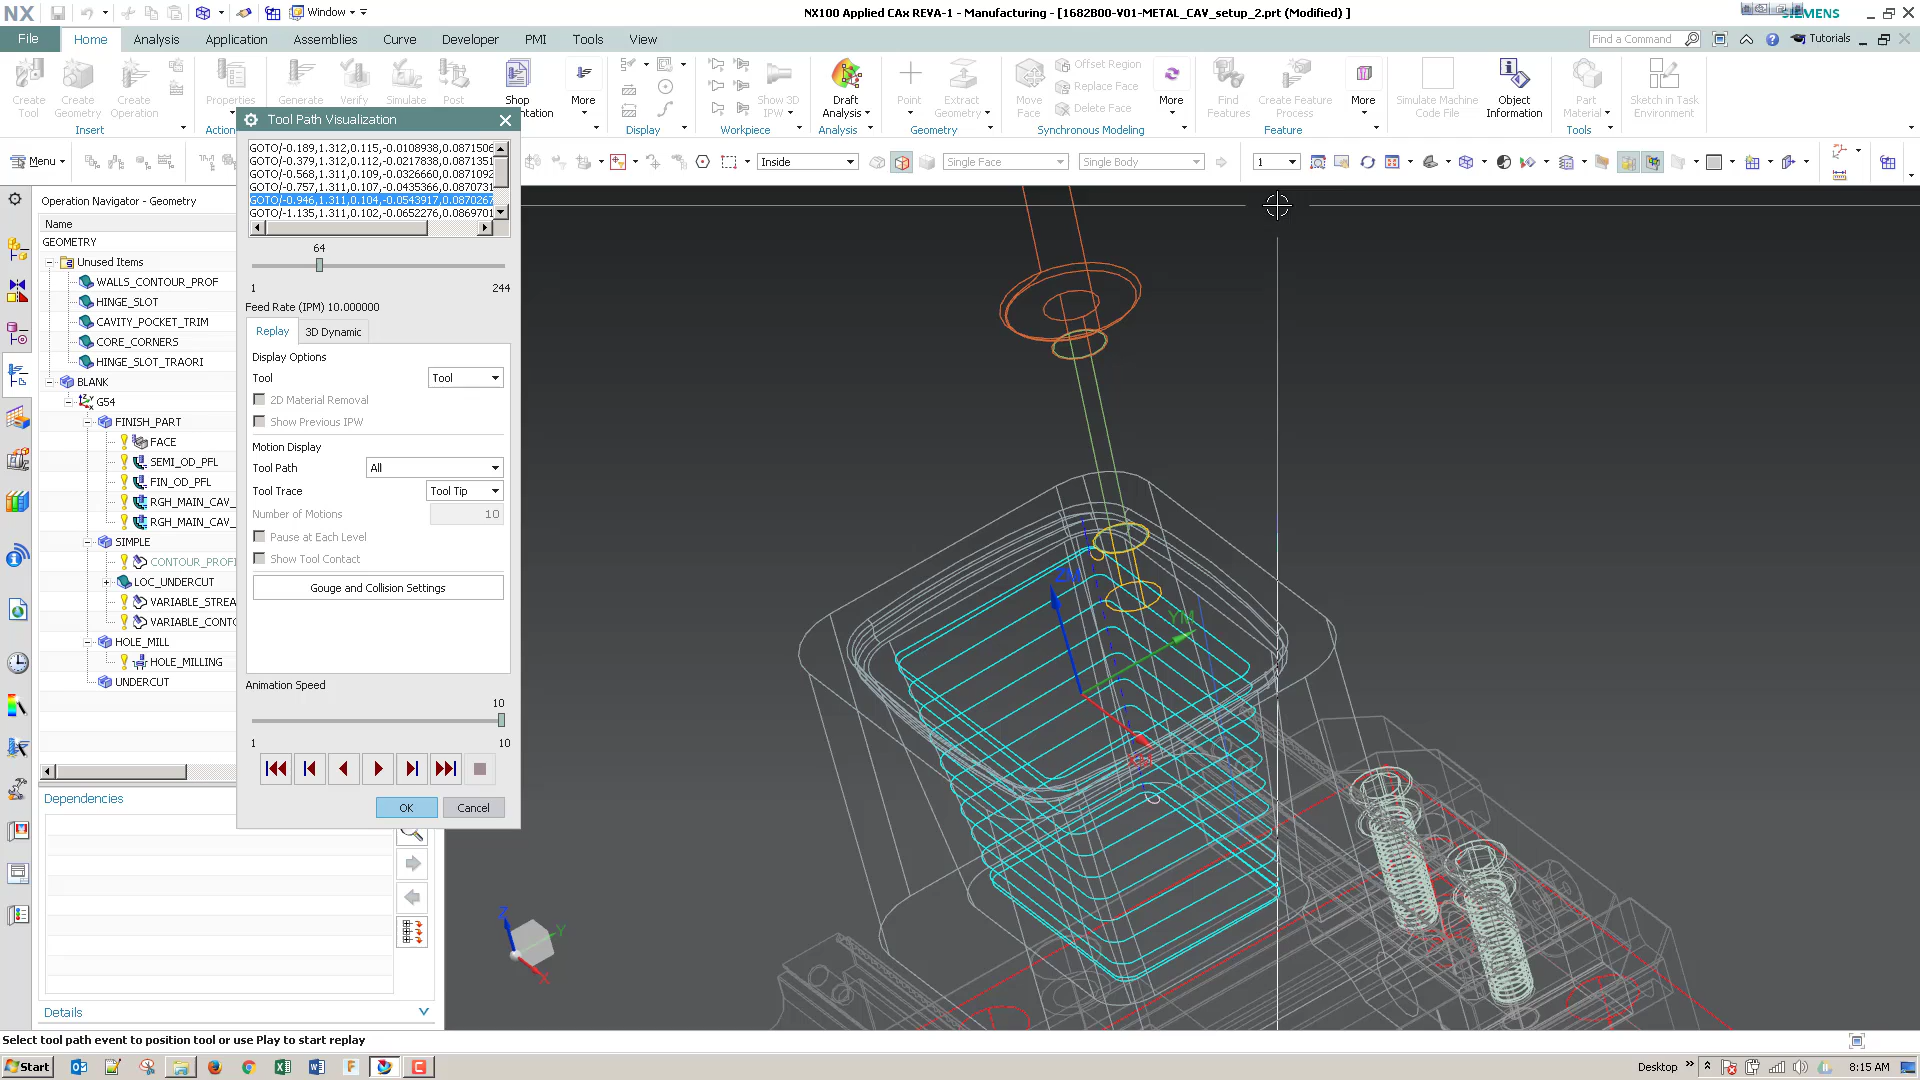 NX
Window
NX100 Applied CAx REVA-1 - Manufacturing - [1682B00-V01-METAL_CAV_setup_2.prt (Modified) ]
SIEMENS
File
Home
Analysis
Application
Assemblies
Curve
Developer
PMI
Tools
View
Find a Command
Tutorials
Create Tool
Create Geometry
Create Operation
Properties
Generate
Verify
Simulate
Post
Shop
More
Show 3D IPW
Draft Analysis
Point
Extract Geometry
Move Face
Offset Region
Replace Face
Delete Face
More
Find Features
Create Feature Process
More
Simulate Machine Code File
Object Information
Part Material
Sketch in Task Environment
Insert
Display
Workpiece
Analysis
Geometry
Synchronous Modeling
Feature
Tools
Menu
Inside
Single Face
Single Body
1
Operation Navigator - Geometry
Name
GEOMETRY
Unused Items
WALLS_CONTOUR_PROF
HINGE_SLOT
CAVITY_POCKET_TRIM
CORE_CORNERS
HINGE_SLOT_TRAORI
BLANK
G54
FINISH_PART
FACE
SEMI_OD_PFL
FIN_OD_PFL
RGH_MAIN_CAV_
RGH_MAIN_CAV_
SIMPLE
LOC_UNDERCUT
HOLE_MILL
HOLE_MILLING
UNDERCUT
Dependencies
Details
Tool Path Visualization
GOTO/-0.189,1.312,0.115,-0.0108938,0.0871506
GOTO/-0.379,1.312,0.112,-0.0217838,0.0871351
GOTO/-0.568,1.311,0.109,-0.0326660,0.0871092
GOTO/-0.757,1.311,0.107,-0.0435366,0.0870731
GOTO/-0.946,1.311,0.104,-0.0543917,0.0870267
GOTO/-1.135,1.311,0.102,-0.0652276,0.0869701
64
1
244
Feed Rate (IPM) 10.000000
Replay
3D Dynamic
Display Options
Tool
Tool
2D Material Removal
Show Previous IPW
Motion Display
Tool Path
All
Tool Trace
Tool Tip
Number of Motions
10
Pause at Each Level
Show Tool Contact
Gouge and Collision Settings
Animation Speed
10
1
10
OK
Cancel
ZM
YM
Z
Y
X
Select tool path event to position tool or use Play to start replay
Start
Desktop
8:15 AM